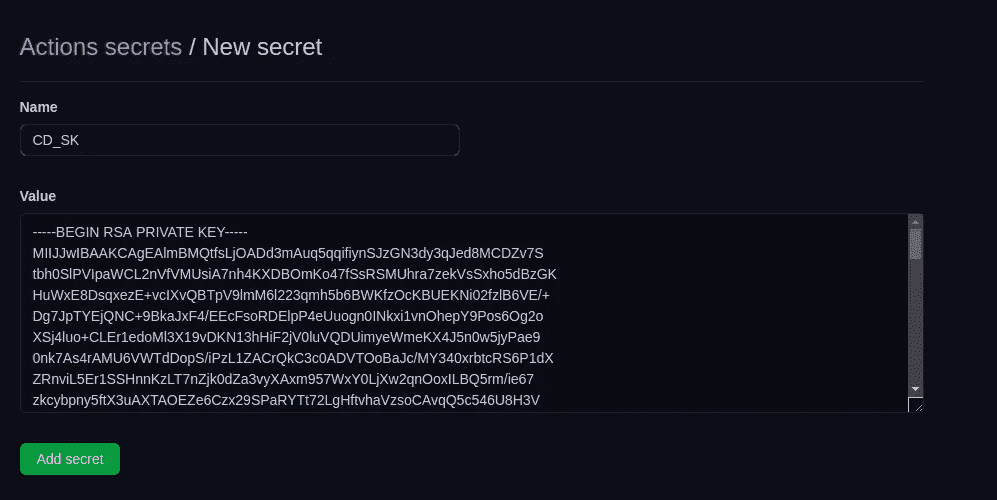 Actions secrets / New secret
Name
CD_SK
Value
-----BEGIN RSA PRIVATE KEY-----
MIIJJwIBAAKCAgEAlmBMQtfsLjOADd3mAuq5qqifiynSJzGN3dy3qJed8MCDZv7S
tbh0SlPVIpaWCL2nVfVMUsiA7nh4KXDBOmKo47fSsRSMUhra7zekVsSxho5dBzGK
HuWxE8DsqxezE+vcIXvQBTpV9lmM6l223qmh5b6BWKfzOcKBUEKNi02fzlB6VE/+
Dg7JpTYEjQNC+9BkaJxF4/EEcFsoRDElpP4eUuogn0INkxi1vnOhepY9Pos6Og2o
XSj4luo+CLEr1edoMl3X19vDKN13hHiF2jV0luVQDUimyeWmeKX4J5n0w5jyPae9
0nk7As4rAMU6VWTdDopS/iPzL1ZACrQkC3c0ADVTOoBaJc/MY340xrbtcRS6P1dX
ZRnviL5Er1SSHnnKzLT7nZjk0dZa3vyXAxm957WxY0LjXw2qnOoxILBQ5rm/ie67
zkcybpny5ftX3uAXTAOEZe6Czx29SPaRYTt72LgHftvhaVzsoCAvqQ5c546U8H3V
Add secret